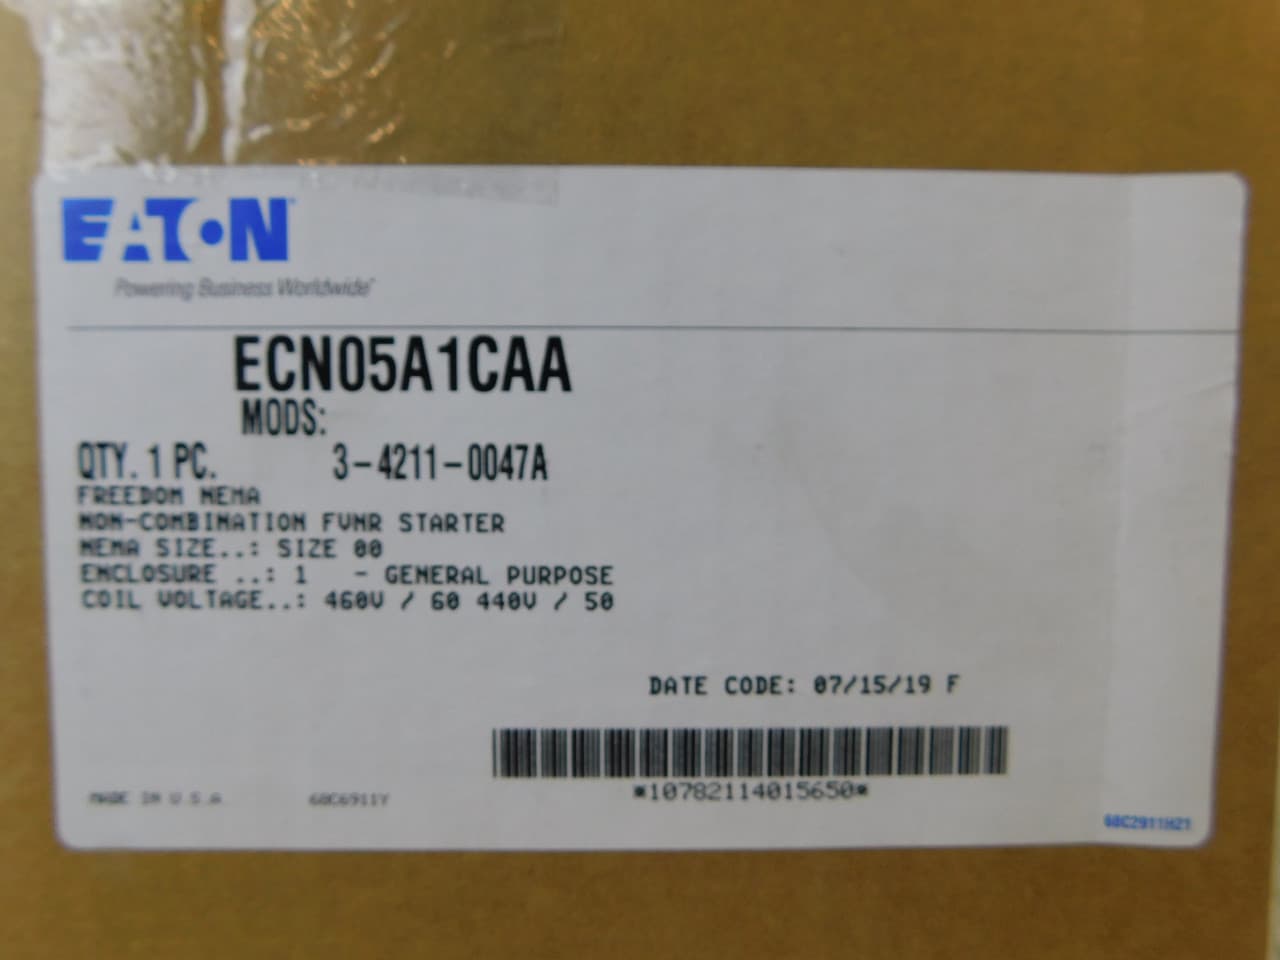 EATON
Powering Business Worldwide
ECN05A1CAA
MODS:
QTY. 1 PC. 3-4211-0047A
FREEDOM NEMA
NON-COMBINATION FVNR STARTER
NEMA SIZE..: SIZE 00
ENCLOSURE ..: 1 - GENERAL PURPOSE
COIL VOLTAGE..: 460V / 60 440V / 50
DATE CODE: 07/15/19 F
*10782114015650*
MADE IN U.S.A. 68C6911Y
68C2911H21